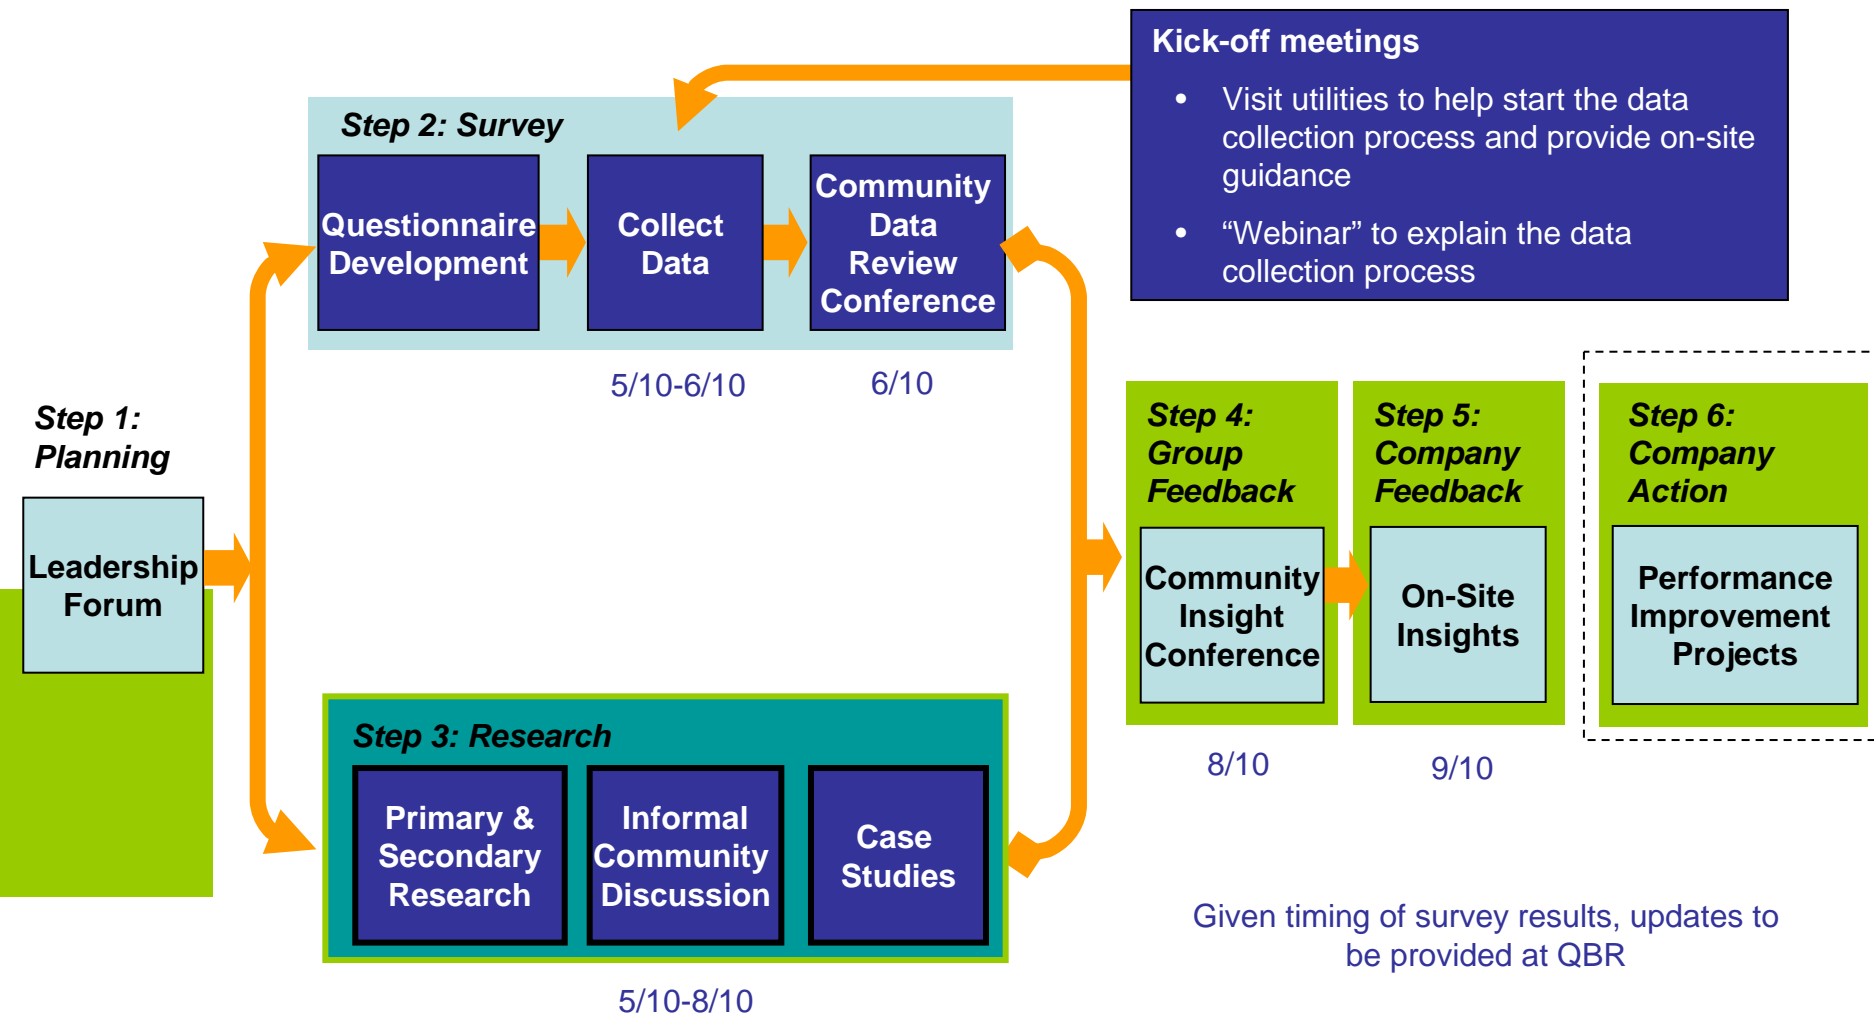 Kick-off meetings
• Visit utilities to help start the data
collection process and provide on-site
guidance
• “Webinar” to explain the data
collection process
Step 2: Survey
Questionnaire
Development
Collect
Data
Community
Data
Review
Conference
5/10-6/10
6/10
Step 1:
Planning
Leadership
Forum
Step 3: Research
Primary &
Secondary
Research
Informal
Community
Discussion
Case
Studies
5/10-8/10
Step 4:
Group
Feedback
Community
Insight
Conference
8/10
Step 5:
Company
Feedback
On-Site
Insights
9/10
Step 6:
Company
Action
Performance
Improvement
Projects
Given timing of survey results, updates to
be provided at QBR